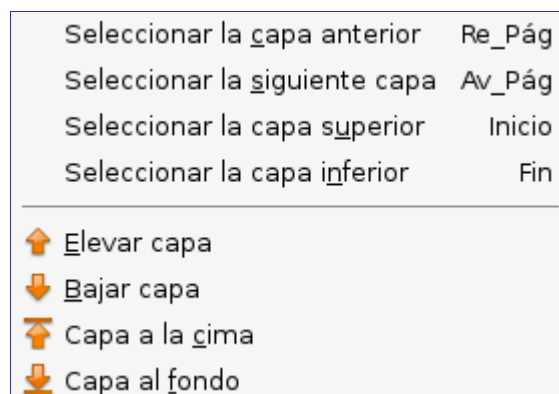 Seleccionar la capa anterior Re_Pág
Seleccionar la siguiente capa Av_Pág
Seleccionar la capa superior Inicio
Seleccionar la capa inferior Fin
Elevar capa
Bajar capa
Capa a la cima
Capa al fondo